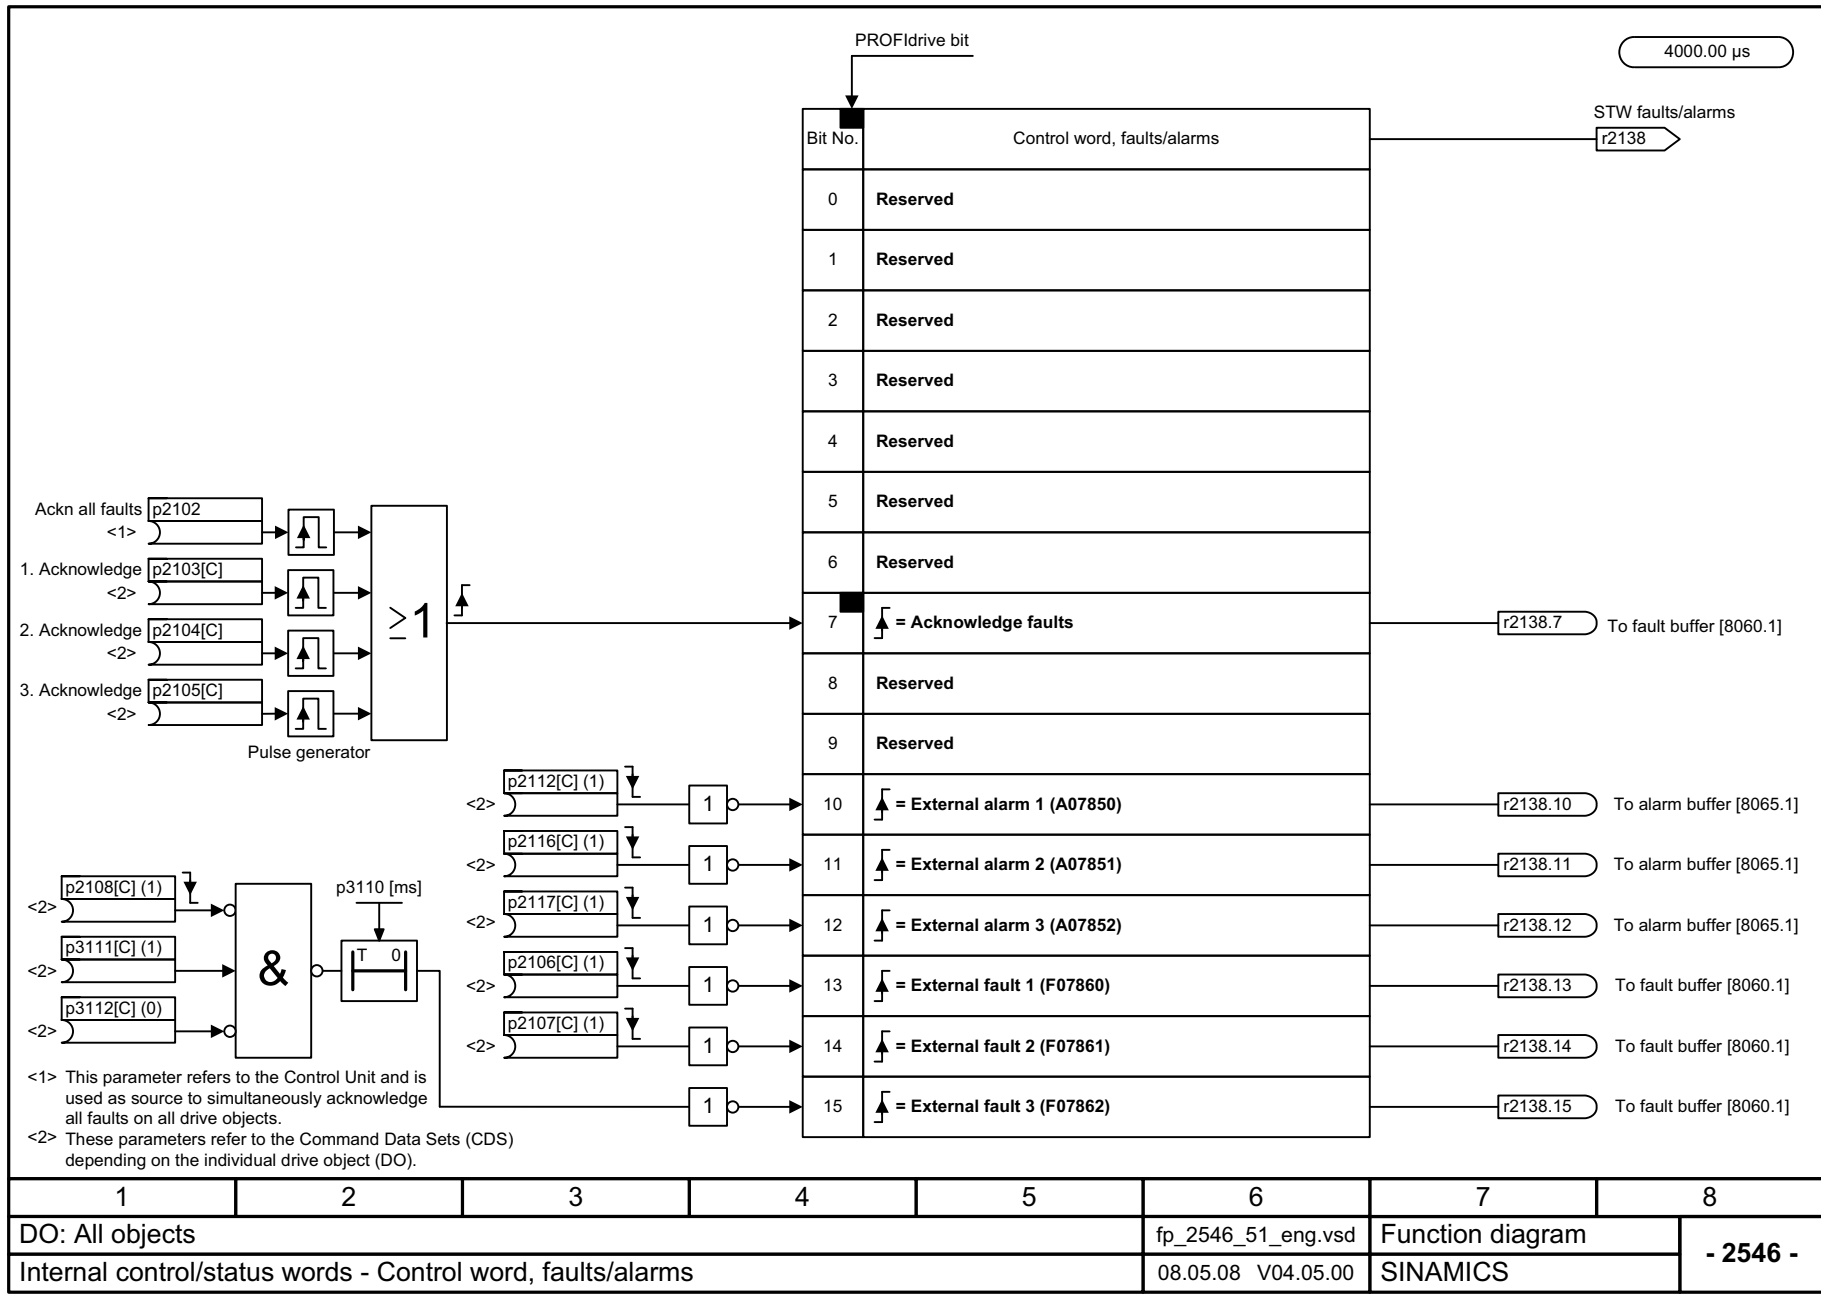 PROFIdrive bit
4000.00 µs
STW faults/alarms
r2138
Bit No. Control word, faults/alarms
0 Reserved
1 Reserved
2 Reserved
3 Reserved
4 Reserved
5 Reserved
6 Reserved
7 = Acknowledge faults
r2138.7 To fault buffer [8060.1]
8 Reserved
9 Reserved
10 = External alarm 1 (A07850)
r2138.10 To alarm buffer [8065.1]
11 = External alarm 2 (A07851)
r2138.11 To alarm buffer [8065.1]
12 = External alarm 3 (A07852)
r2138.12 To alarm buffer [8065.1]
13 = External fault 1 (F07860)
r2138.13 To fault buffer [8060.1]
14 = External fault 2 (F07861)
r2138.14 To fault buffer [8060.1]
15 = External fault 3 (F07862)
r2138.15 To fault buffer [8060.1]
Ackn all faults p2102
<1>
1. Acknowledge p2103[C]
<2>
2. Acknowledge p2104[C]
<2>
3. Acknowledge p2105[C]
<2>
≥1
Pulse generator
p2112[C] (1)
<2> 1
p2116[C] (1)
<2> 1
p2117[C] (1)
<2> 1
p2106[C] (1)
<2> 1
p2107[C] (1)
<2> 1
1
p2108[C] (1)
<2>
p3111[C] (1)
<2>
p3112[C] (0)
<2>
&
p3110 [ms]
T 0
<1> This parameter refers to the Control Unit and is
used as source to simultaneously acknowledge
all faults on all drive objects.
<2> These parameters refer to the Command Data Sets (CDS)
depending on the individual drive object (DO).
1 2 3 4 5 6 7 8
DO: All objects
fp_2546_51_eng.vsd
Function diagram
- 2546 -
Internal control/status words - Control word, faults/alarms
08.05.08 V04.05.00
SINAMICS